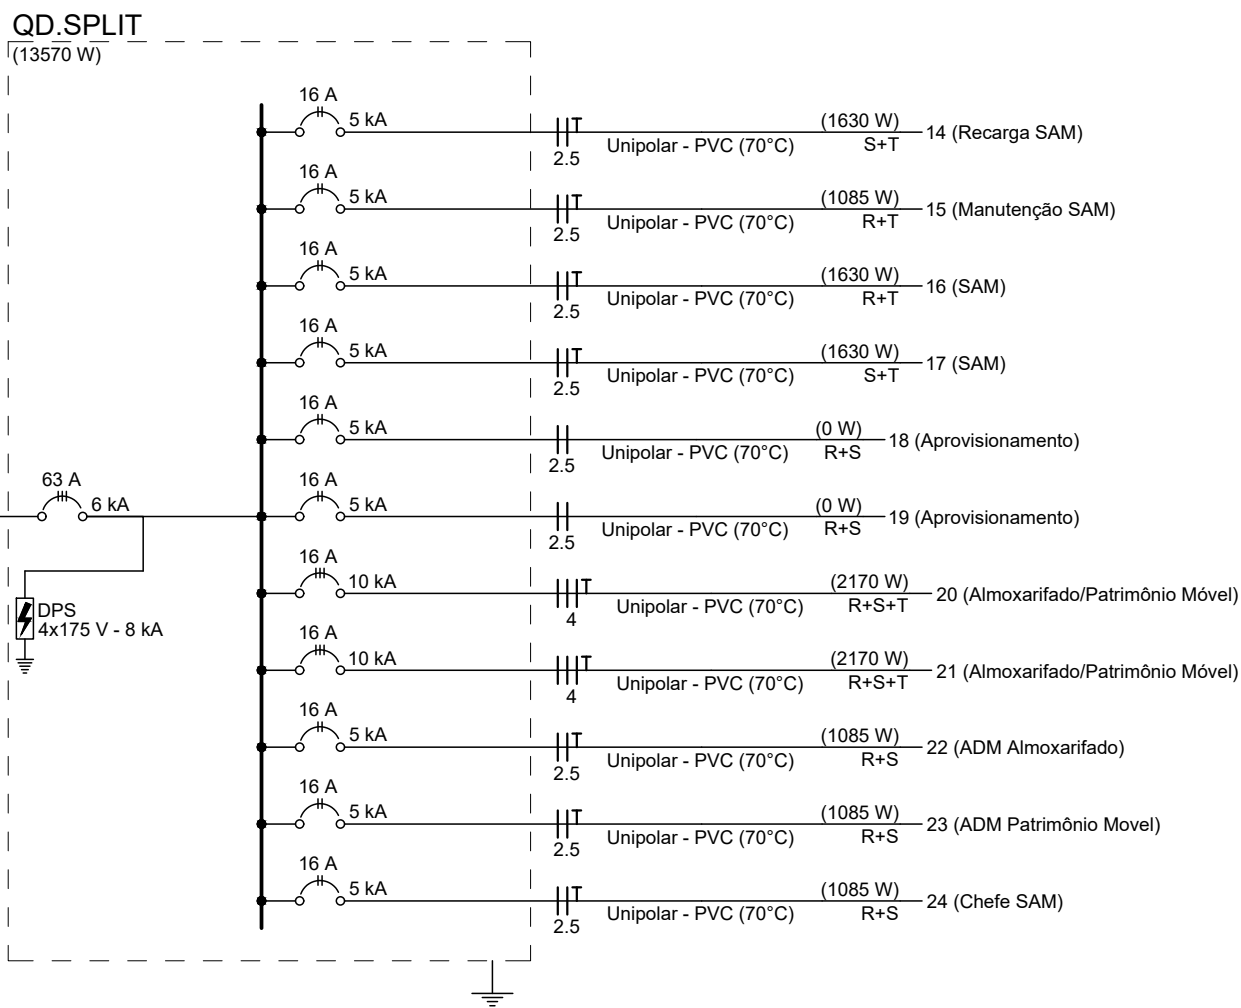 QD.SPLIT
(13570 W)
16 A
5 kA
(1630 W)
14 (Recarga SAM)
T
2.5
Unipolar - PVC (70°C)
S+T
16 A
5 kA
(1085 W)
15 (Manutenção SAM)
T
2.5
Unipolar - PVC (70°C)
R+T
16 A
5 kA
(1630 W)
16 (SAM)
T
2.5
Unipolar - PVC (70°C)
R+T
16 A
5 kA
(1630 W)
17 (SAM)
T
2.5
Unipolar - PVC (70°C)
S+T
16 A
5 kA
(0 W)
18 (Aprovisionamento)
2.5
Unipolar - PVC (70°C)
R+S
63 A
6 kA
16 A
5 kA
(0 W)
19 (Aprovisionamento)
2.5
Unipolar - PVC (70°C)
R+S
16 A
10 kA
(2170 W)
20 (Almoxarifado/Patrimônio Móvel)
T
4
Unipolar - PVC (70°C)
R+S+T
DPS
4x175 V - 8 kA
16 A
10 kA
(2170 W)
21 (Almoxarifado/Patrimônio Móvel)
T
4
Unipolar - PVC (70°C)
R+S+T
16 A
5 kA
(1085 W)
22 (ADM Almoxarifado)
T
2.5
Unipolar - PVC (70°C)
R+S
16 A
5 kA
(1085 W)
23 (ADM Patrimônio Movel)
T
2.5
Unipolar - PVC (70°C)
R+S
16 A
5 kA
(1085 W)
24 (Chefe SAM)
T
2.5
Unipolar - PVC (70°C)
R+S